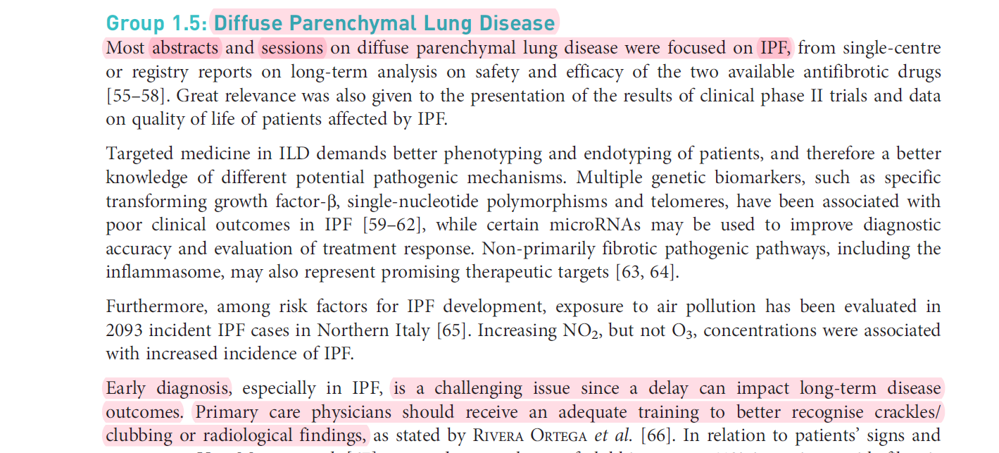 Group 1.5: Diffuse Parenchymal Lung Disease
Most abstracts and sessions on diffuse parenchymal lung disease were focused on IPF, from single-centre
or registry reports on long-term analysis on safety and efficacy of the two available antifibrotic drugs
[55–58]. Great relevance was also given to the presentation of the results of clinical phase II trials and data
on quality of life of patients affected by IPF.
Targeted medicine in ILD demands better phenotyping and endotyping of patients, and therefore a better
knowledge of different potential pathogenic mechanisms. Multiple genetic biomarkers, such as specific
transforming growth factor-β, single-nucleotide polymorphisms and telomeres, have been associated with
poor clinical outcomes in IPF [59–62], while certain microRNAs may be used to improve diagnostic
accuracy and evaluation of treatment response. Non-primarily fibrotic pathogenic pathways, including the
inflammasome, may also represent promising therapeutic targets [63, 64].
Furthermore, among risk factors for IPF development, exposure to air pollution has been evaluated in
2093 incident IPF cases in Northern Italy [65]. Increasing NO₂, but not O₃, concentrations were associated
with increased incidence of IPF.
Early diagnosis, especially in IPF, is a challenging issue since a delay can impact long-term disease
outcomes. Primary care physicians should receive an adequate training to better recognise crackles/
clubbing or radiological findings, as stated by RIVERA ORTEGA et al. [66]. In relation to patients' signs and